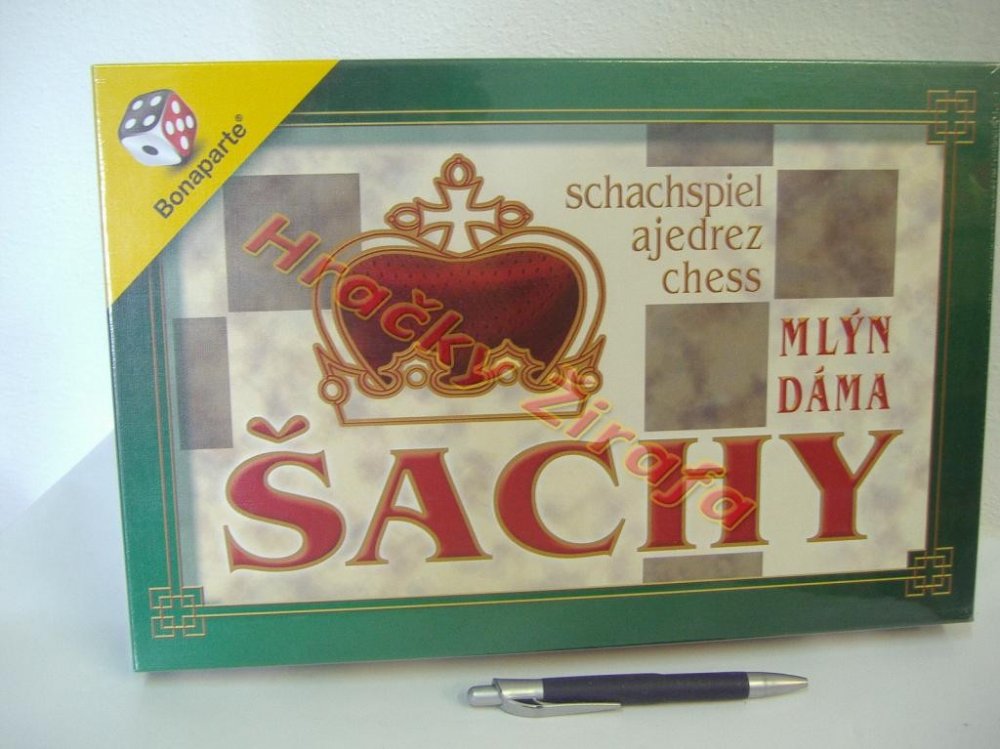 Bonaparte®
schachspiel
ajedrez
chess
MLÝN
DÁMA
ŠACHY
Hračky Žirafa